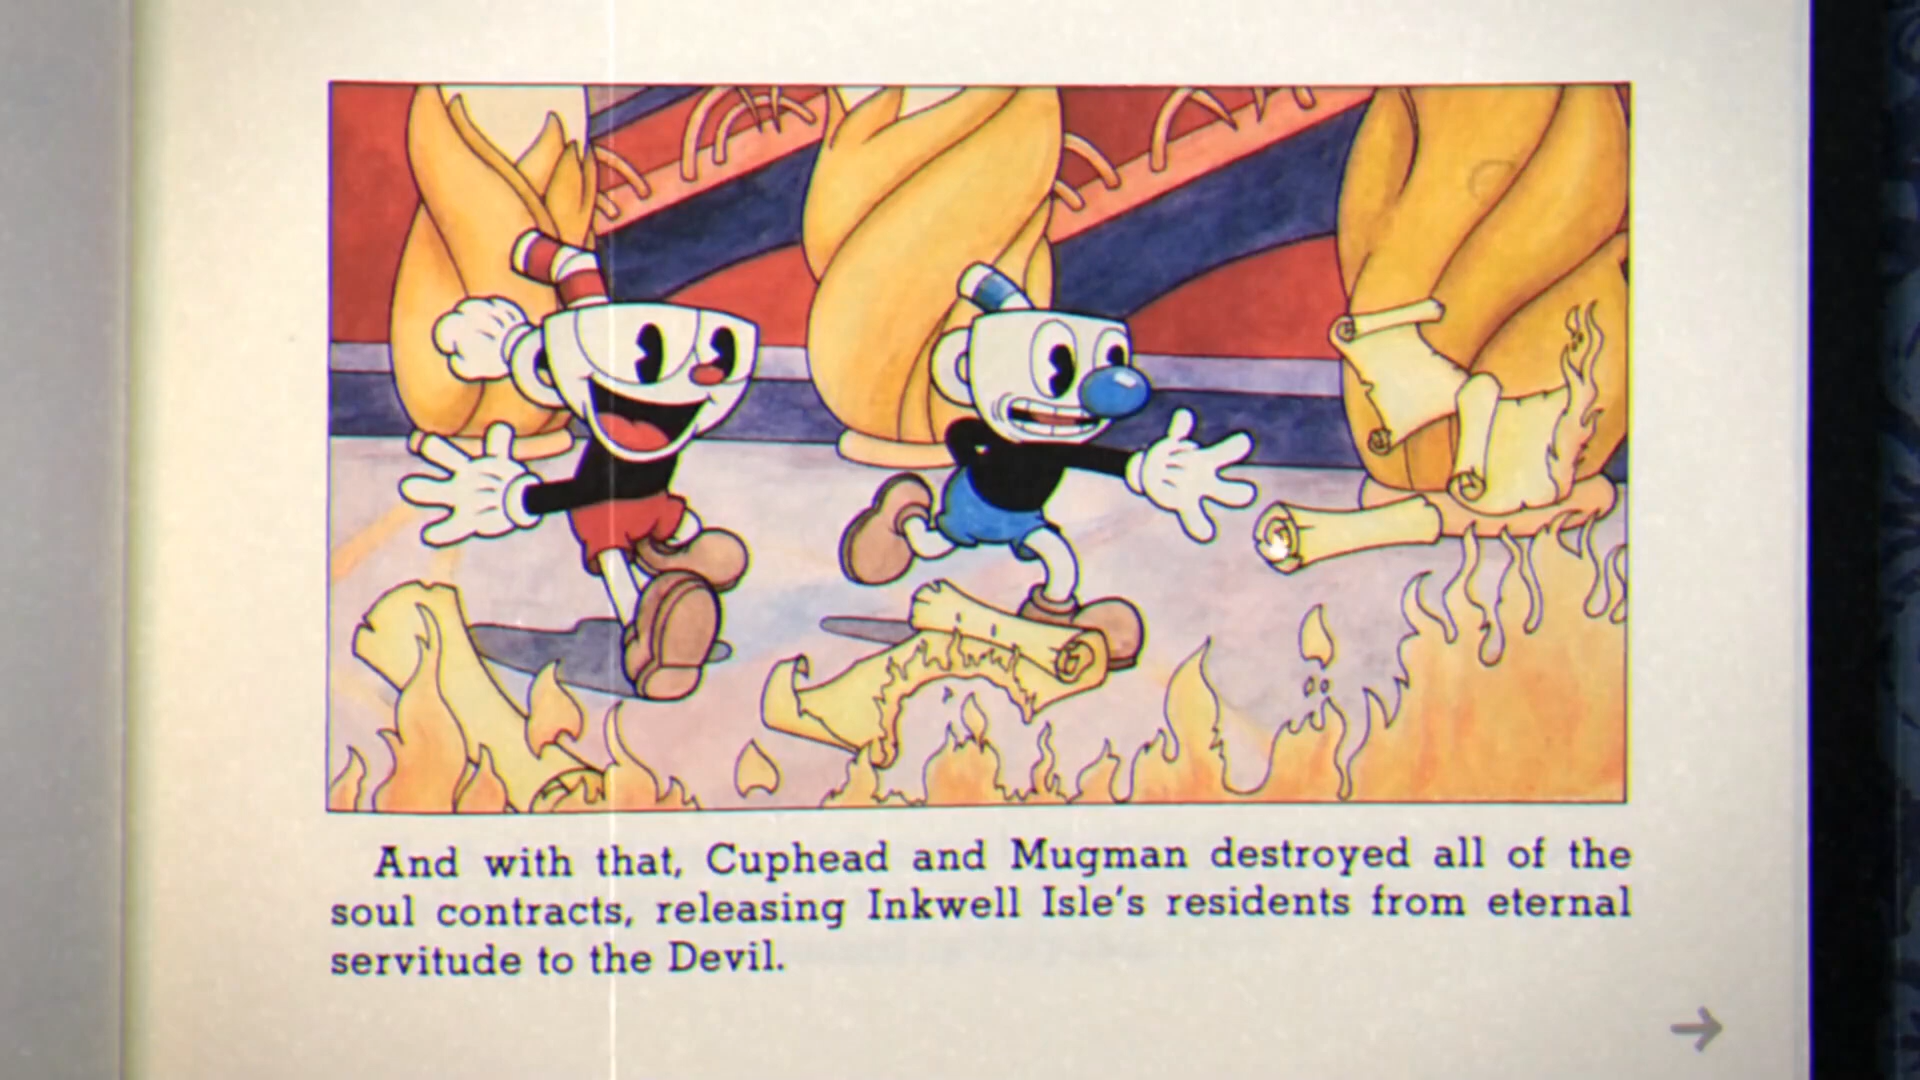 And with that, Cuphead and Mugman destroyed all of the
soul contracts, releasing Inkwell Isle's residents from eternal
servitude to the Devil.